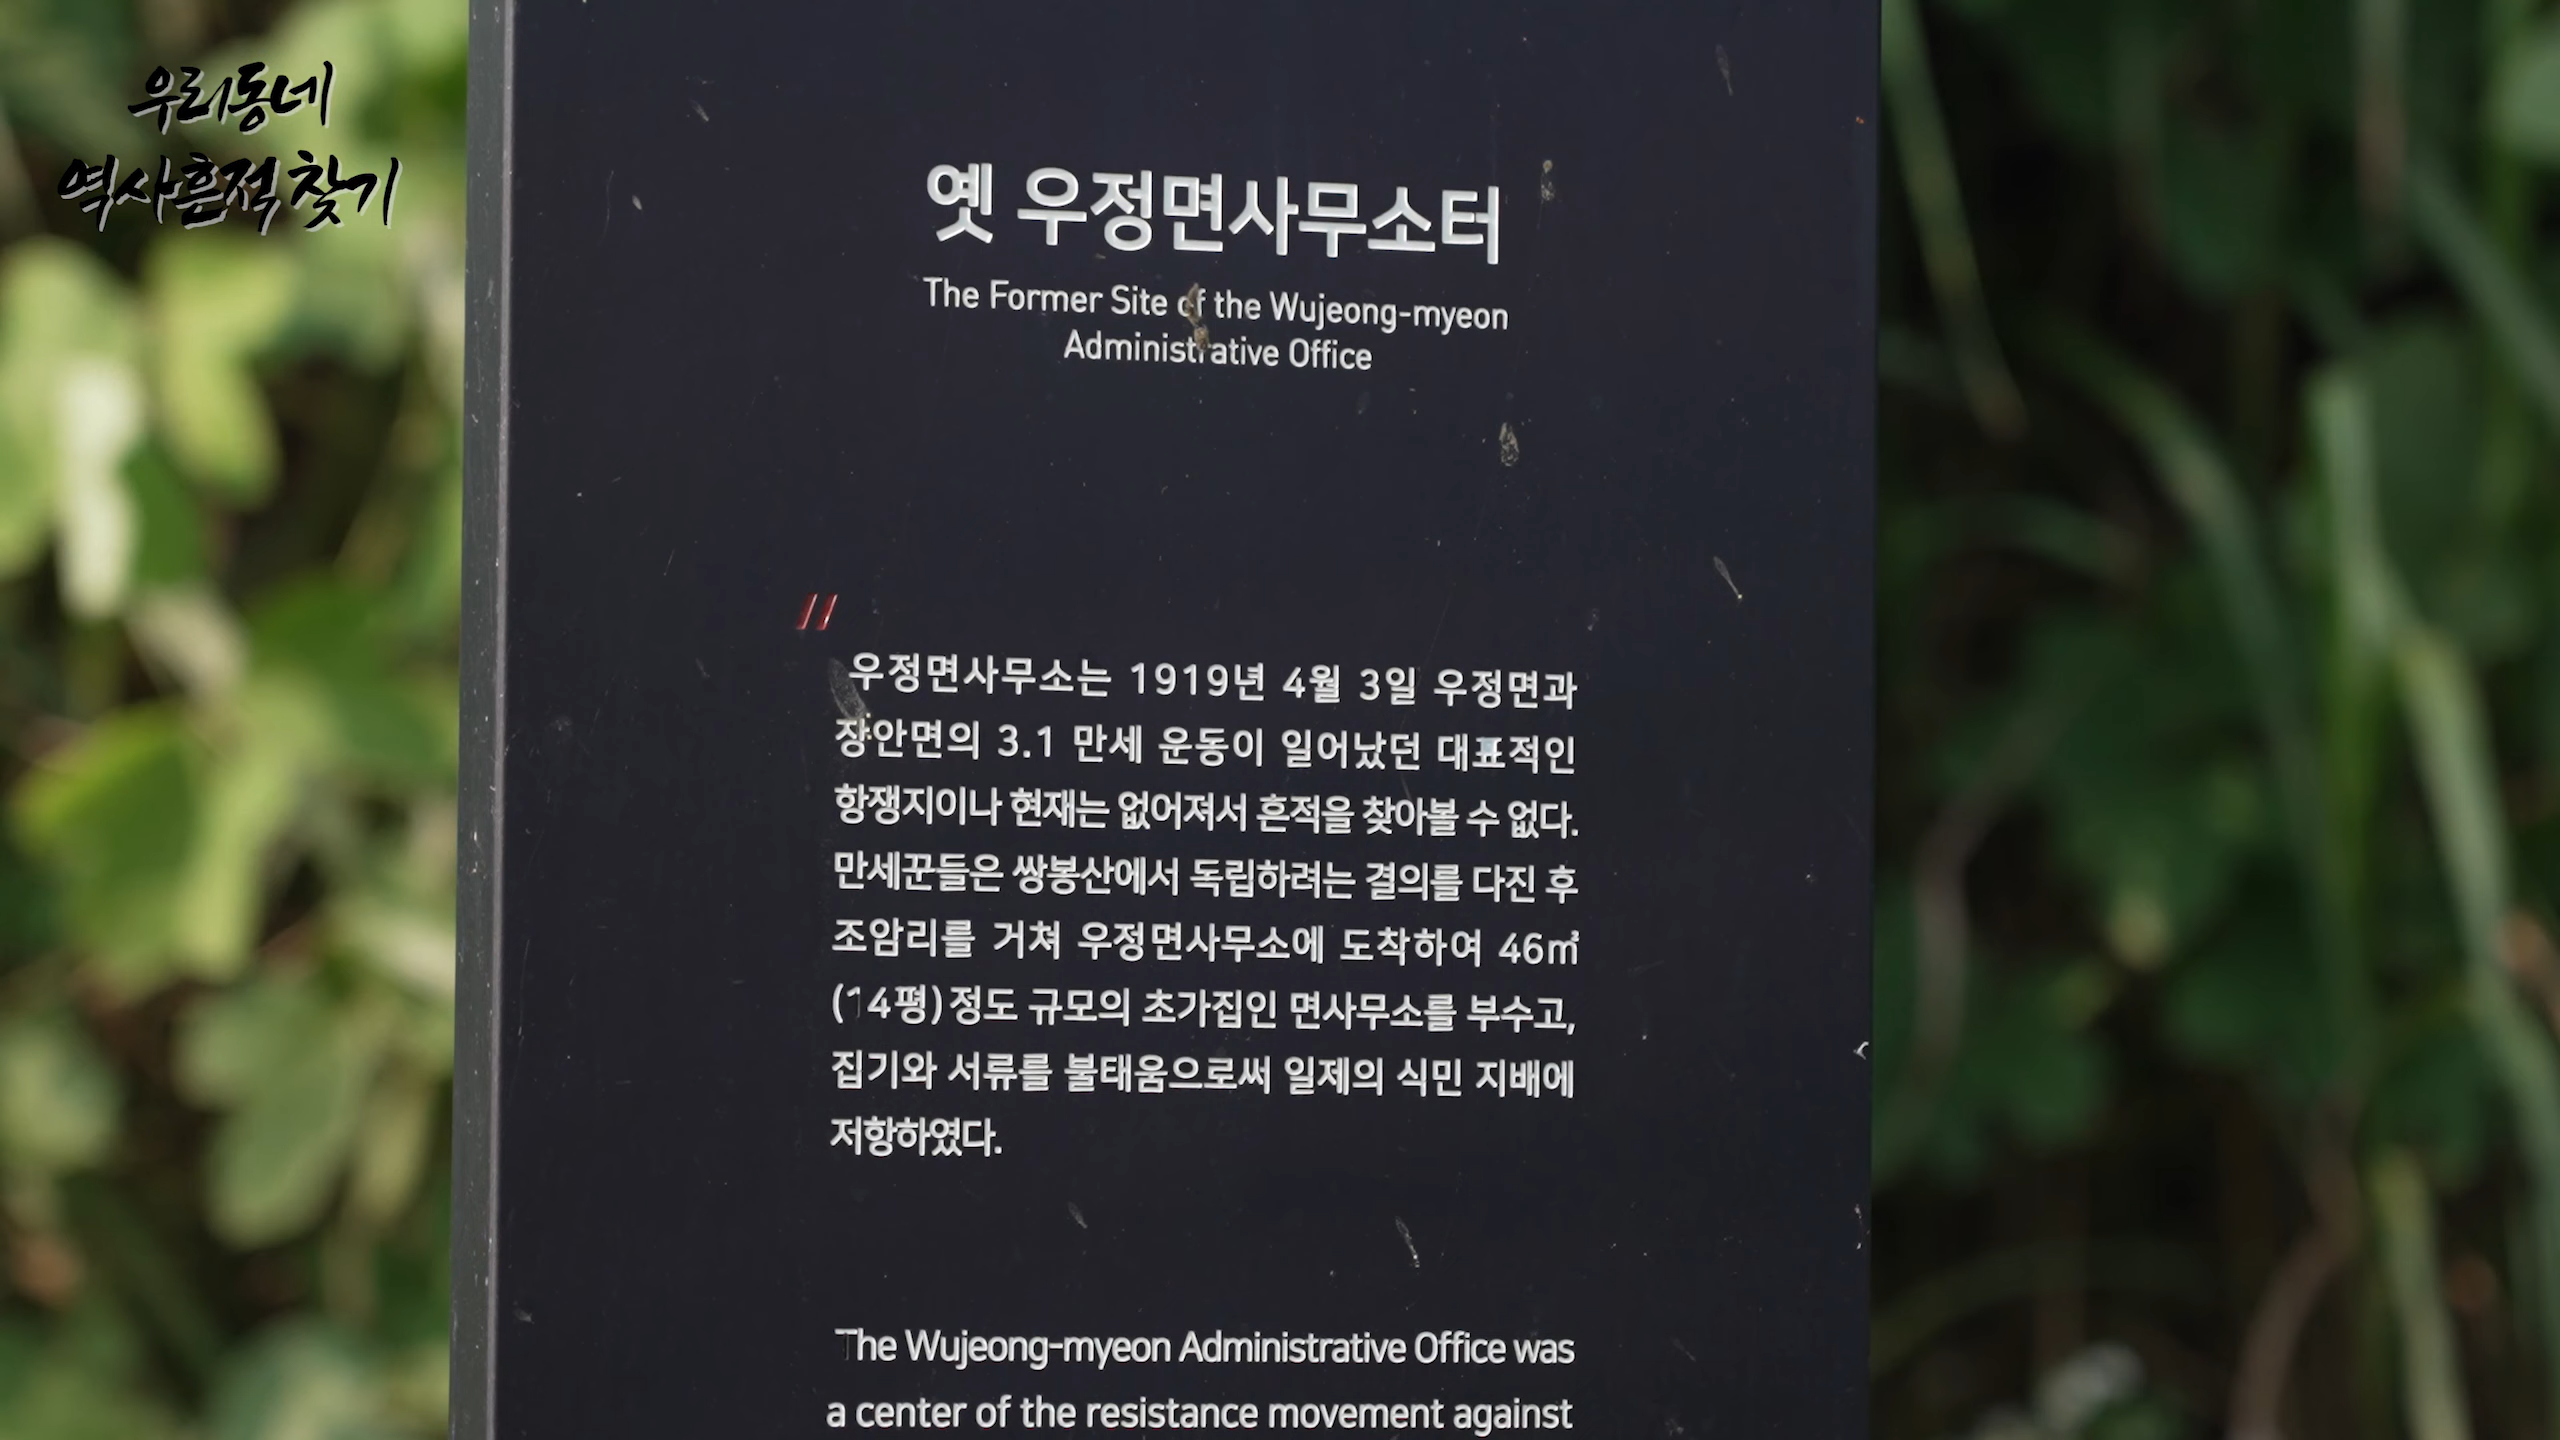 우리동네
역사흔적 찾기
옛 우정면사무소터
The Former Site of the Wujeong-myeon
Administrative Office
"
우정면사무소는 1919년 4월 3일 우정면과
장안면의 3.1 만세 운동이 일어났던 대표적인
항쟁지이나 현재는 없어져서 흔적을 찾아볼 수 없다.
만세꾼들은 쌍봉산에서 독립하려는 결의를 다진 후
조암리를 거쳐 우정면사무소에 도착하여 46㎡
(14평)정도 규모의 초가집인 면사무소를 부수고,
집기와 서류를 불태움으로써 일제의 식민 지배에
저항하였다.
The Wujeong-myeon Administrative Office was
a center of the resistance movement against